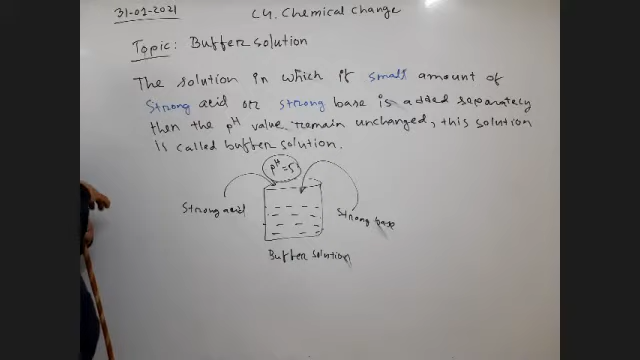 31-01-2021
C4. Chemical Change
Topic: Buffer solution
The solution in which if small amount of
strong acid or strong base is added separately
then the pH value remain unchanged, this solution
is called buffer solution.
pH=5
Strong acid
Strong base
Buffer solution